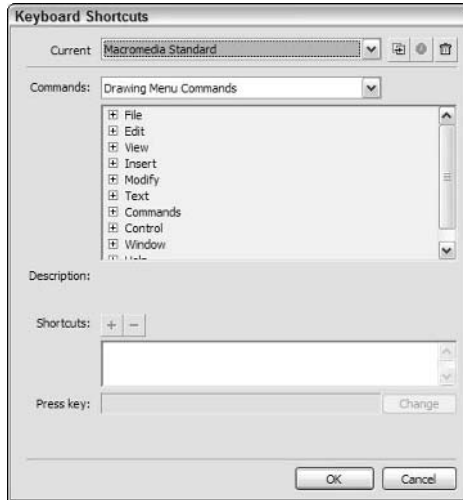 Keyboard Shortcuts
Current Macromedia Standard
Commands: Drawing Menu Commands
File
Edit
View
Insert
Modify
Text
Commands
Control
Window
Help
Description:
Shortcuts: + −
Press key: Change
OK Cancel